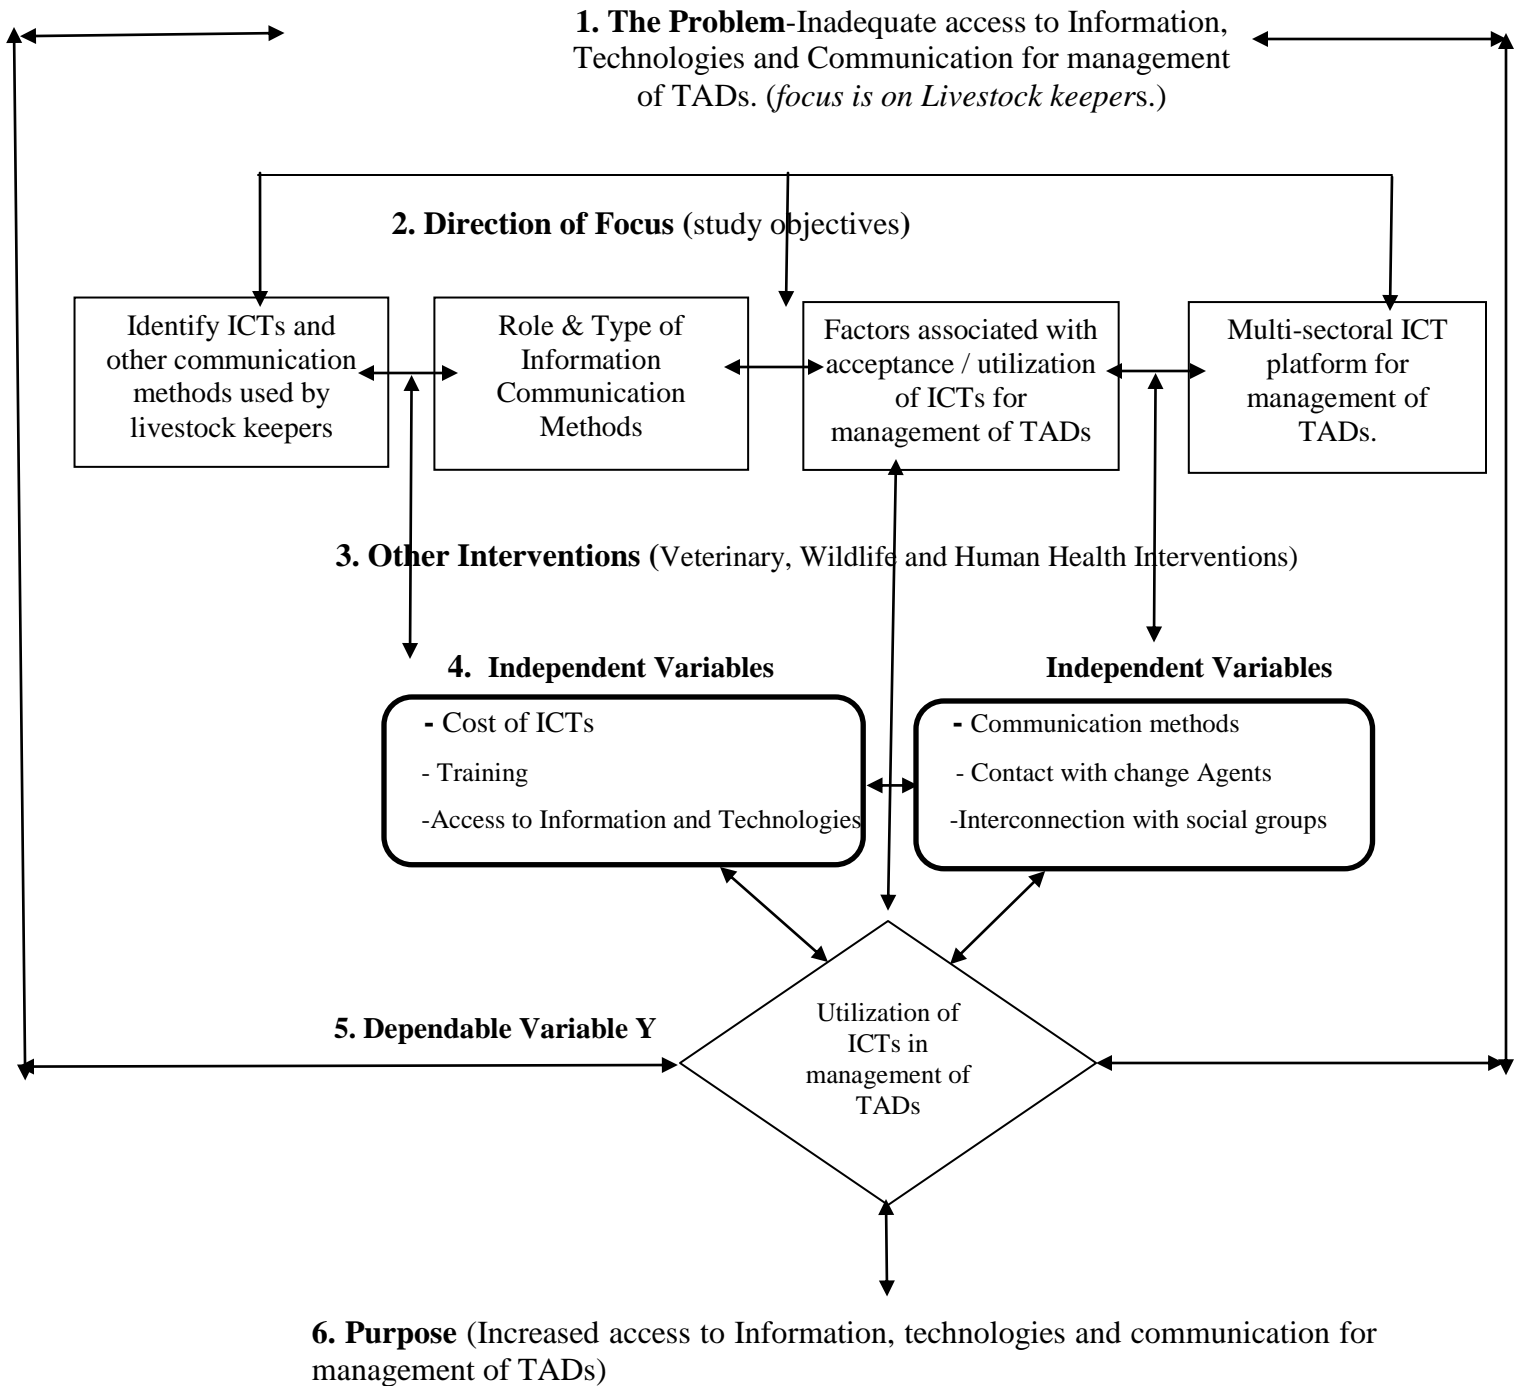 1. The Problem-Inadequate access to Information,
Technologies and Communication for management
of TADs. (focus is on Livestock keepers.)
2. Direction of Focus (study objectives)
Identify ICTs and
other communication
methods used by
livestock keepers
Role & Type of
Information
Communication
Methods
Factors associated with
acceptance / utilization
of ICTs for
management of TADs
Multi-sectoral ICT
platform for
management of
TADs.
3. Other Interventions (Veterinary, Wildlife and Human Health Interventions)
4. Independent Variables
- Cost of ICTs
- Training
-Access to Information and Technologies
Independent Variables
- Communication methods
- Contact with change Agents
-Interconnection with social groups
5. Dependable Variable Y
Utilization of
ICTs in
management of
TADs
6. Purpose (Increased access to Information, technologies and communication for
management of TADs)